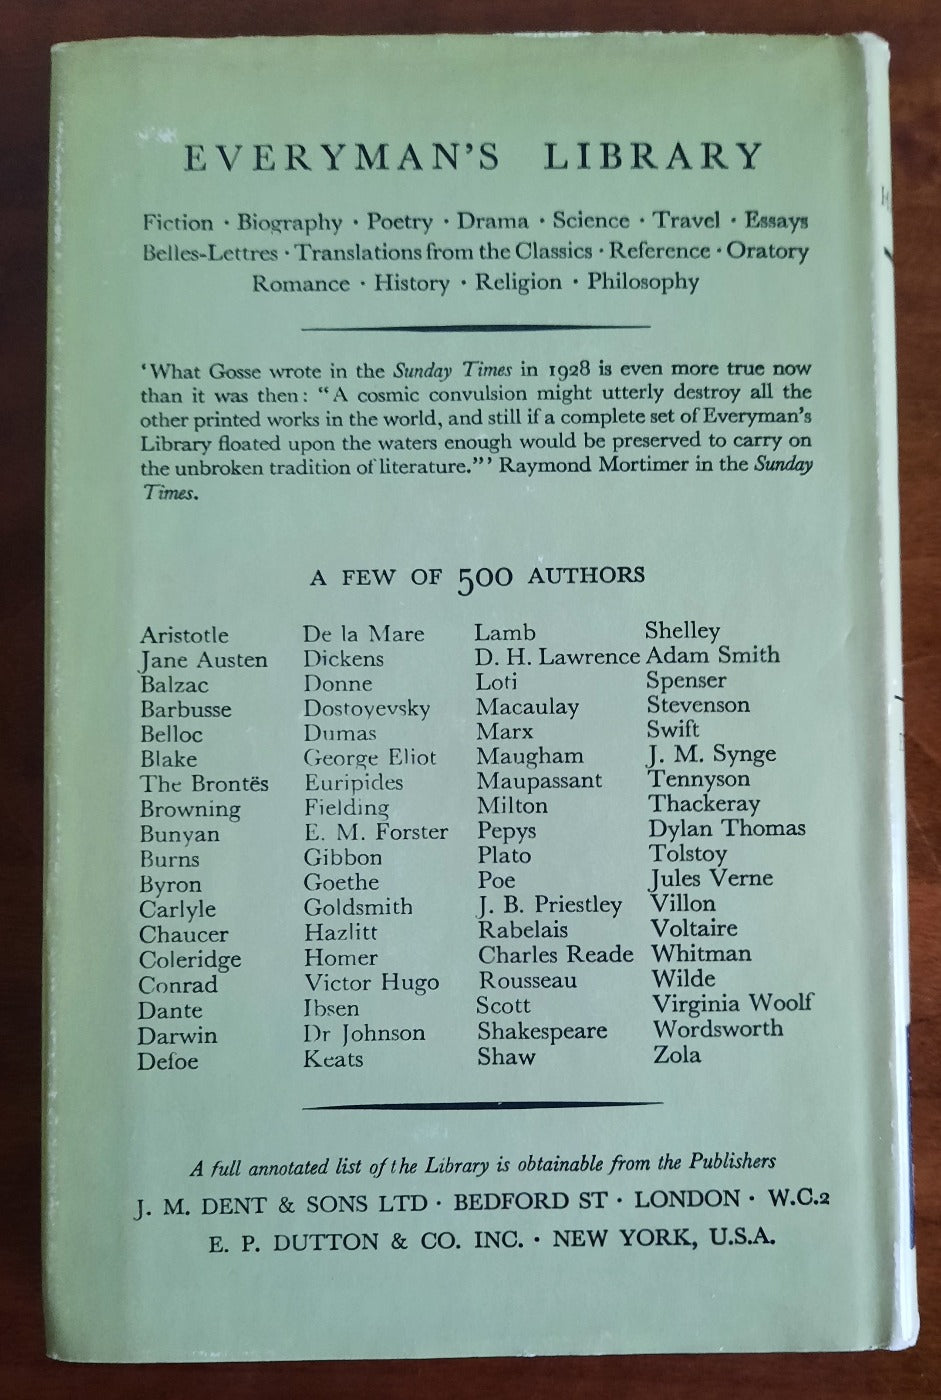 EVERYMAN'S LIBRARY
Fiction · Biography · Poetry · Drama · Science · Travel · Essays
Belles-Lettres · Translations from the Classics · Reference · Oratory
Romance · History · Religion · Philosophy
'What Gosse wrote in the Sunday Times in 1928 is even more true now
than it was then: "A cosmic convulsion might utterly destroy all the
other printed works in the world, and still if a complete set of Everyman's
Library floated upon the waters enough would be preserved to carry on
the unbroken tradition of literature."' Raymond Mortimer in the Sunday
Times.
A FEW OF 500 AUTHORS
Aristotle
Jane Austen
Balzac
Barbusse
Belloc
Blake
The Brontës
Browning
Bunyan
Burns
Byron
Carlyle
Chaucer
Coleridge
Conrad
Dante
Darwin
Defoe
De la Mare
Dickens
Donne
Dostoyevsky
Dumas
George Eliot
Euripides
Fielding
E. M. Forster
Gibbon
Goethe
Goldsmith
Hazlitt
Homer
Victor Hugo
Ibsen
Dr Johnson
Keats
Lamb
D. H. Lawrence
Loti
Macaulay
Marx
Maugham
Maupassant
Milton
Pepys
Plato
Poe
J. B. Priestley
Rabelais
Charles Reade
Rousseau
Scott
Shakespeare
Shaw
Shelley
Adam Smith
Spenser
Stevenson
Swift
J. M. Synge
Tennyson
Thackeray
Dylan Thomas
Tolstoy
Jules Verne
Villon
Voltaire
Whitman
Wilde
Virginia Woolf
Wordsworth
Zola
A full annotated list of the Library is obtainable from the Publishers
J. M. DENT & SONS LTD · BEDFORD ST · LONDON · W.C.2
E. P. DUTTON & CO. INC. · NEW YORK, U.S.A.